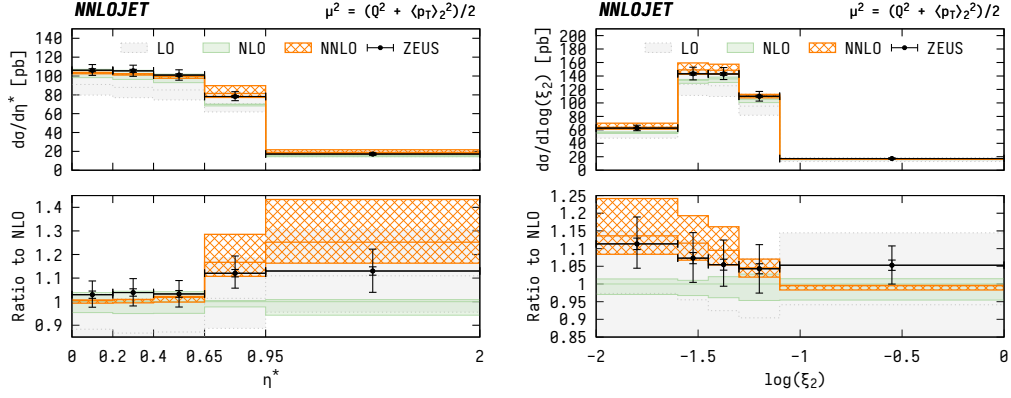 NNLOJET
μ² = (Q² + ⟨p_T⟩₂²)/2
LO NLO NNLO ZEUS
dσ/dη* [pb]
140
120
100
80
60
40
20
0
Ratio to NLO
1.4
1.3
1.2
1.1
1
0.9
0 0.2 0.4 0.65 0.95 2
η*
NNLOJET
μ² = (Q² + ⟨p_T⟩₂²)/2
LO NLO NNLO ZEUS
dσ/dlog(ξ₂) [pb]
200
180
160
140
120
100
80
60
40
20
0
Ratio to NLO
1.25
1.2
1.15
1.1
1.05
1
0.95
0.9
0.85
-2 -1.5 -1 -0.5 0
log(ξ₂)